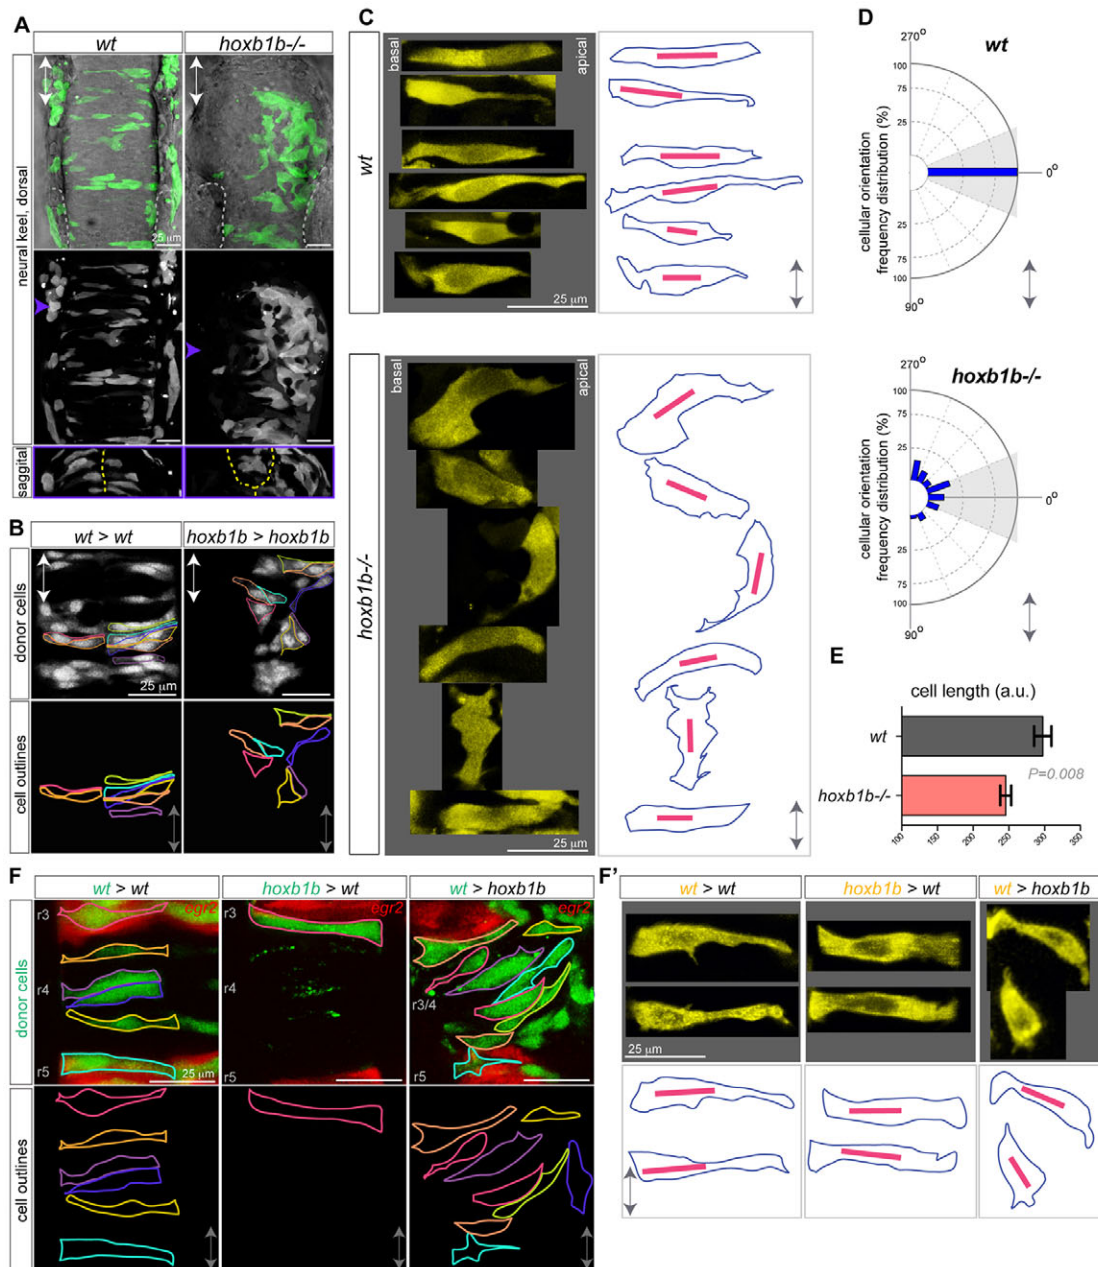 A
wt
hoxb1b-/-
neural keel, dorsal
25 μm
saggital
B
wt > wt
hoxb1b > hoxb1b
donor cells
25 μm
cell outlines
C
wt
basal
apical
25 μm
hoxb1b-/-
basal
apical
25 μm
D
wt
270°
100
75
25
0°
25
75
100
90°
cellular orientation
frequency distribution (%)
hoxb1b-/-
270°
100
75
25
0°
25
75
100
90°
cellular orientation
frequency distribution (%)
E
cell length (a.u.)
wt
P=0.008
hoxb1b-/-
100
150
200
250
300
350
F
wt > wt
hoxb1b > wt
wt > hoxb1b
donor cells
r3
egr2
r4
r5
25 μm
r3
egr2
r4
r5
egr2
r3/4
r5
cell outlines
F'
wt > wt
hoxb1b > wt
wt > hoxb1b
25 μm